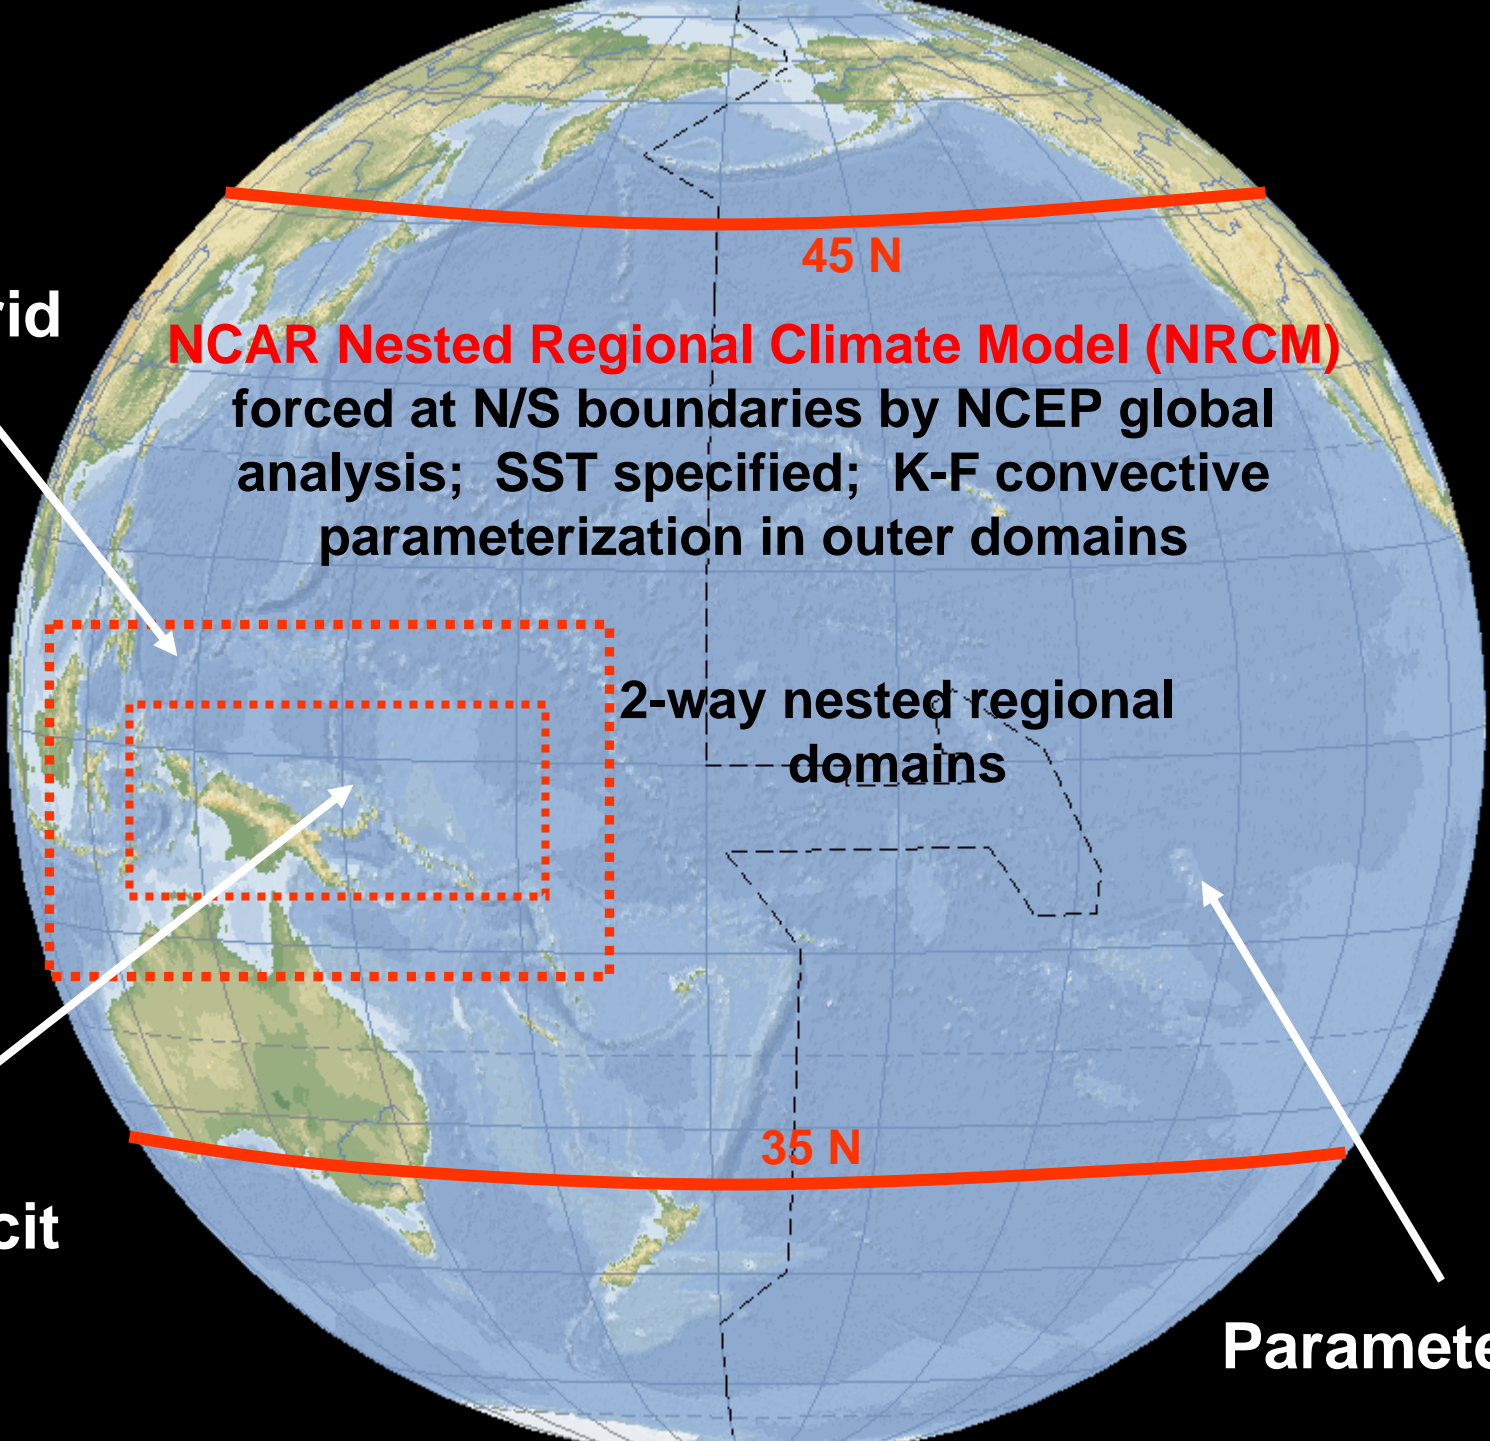 45 N
rid
NCAR Nested Regional Climate Model (NRCM)
forced at N/S boundaries by NCEP global
analysis; SST specified; K-F convective
parameterization in outer domains
2-way nested regional
domains
35 N
cit
Paramete